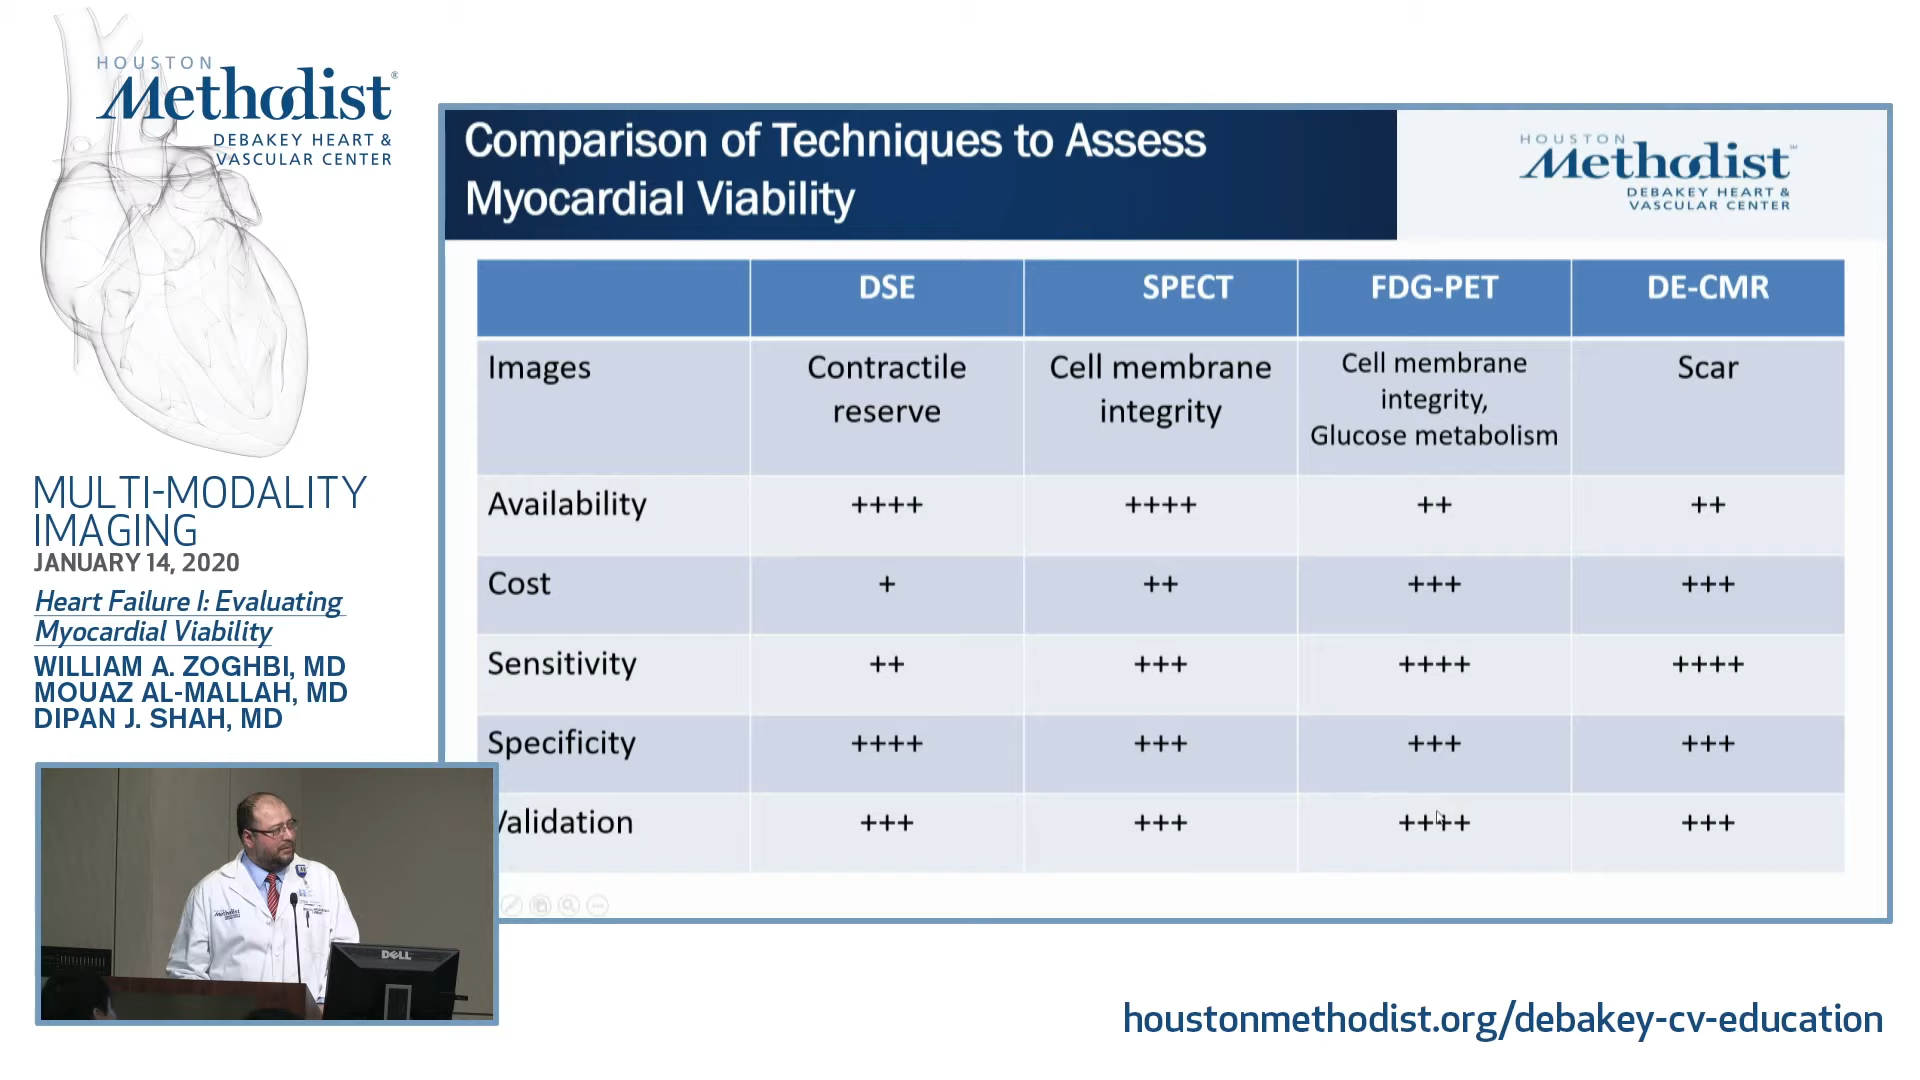 HOUSTON
Methodist®
DEBAKEY HEART &
VASCULAR CENTER
MULTI-MODALITY
IMAGING
JANUARY 14, 2020
Heart Failure I: Evaluating
Myocardial Viability
WILLIAM A. ZOGHBI, MD
MOUAZ AL-MALLAH, MD
DIPAN J. SHAH, MD
Comparison of Techniques to Assess
Myocardial Viability
HOUSTON
Methodist
DEBAKEY HEART &
VASCULAR CENTER
DSE SPECT FDG-PET DE-CMR
Images Contractile reserve Cell membrane integrity Cell membrane integrity, Glucose metabolism Scar
Availability ++++ ++++ ++ ++
Cost + ++ +++ +++
Sensitivity ++ +++ ++++ ++++
Specificity ++++ +++ +++ +++
Validation +++ +++ ++++ +++
Methodist
DELL
houstonmethodist.org/debakey-cv-education